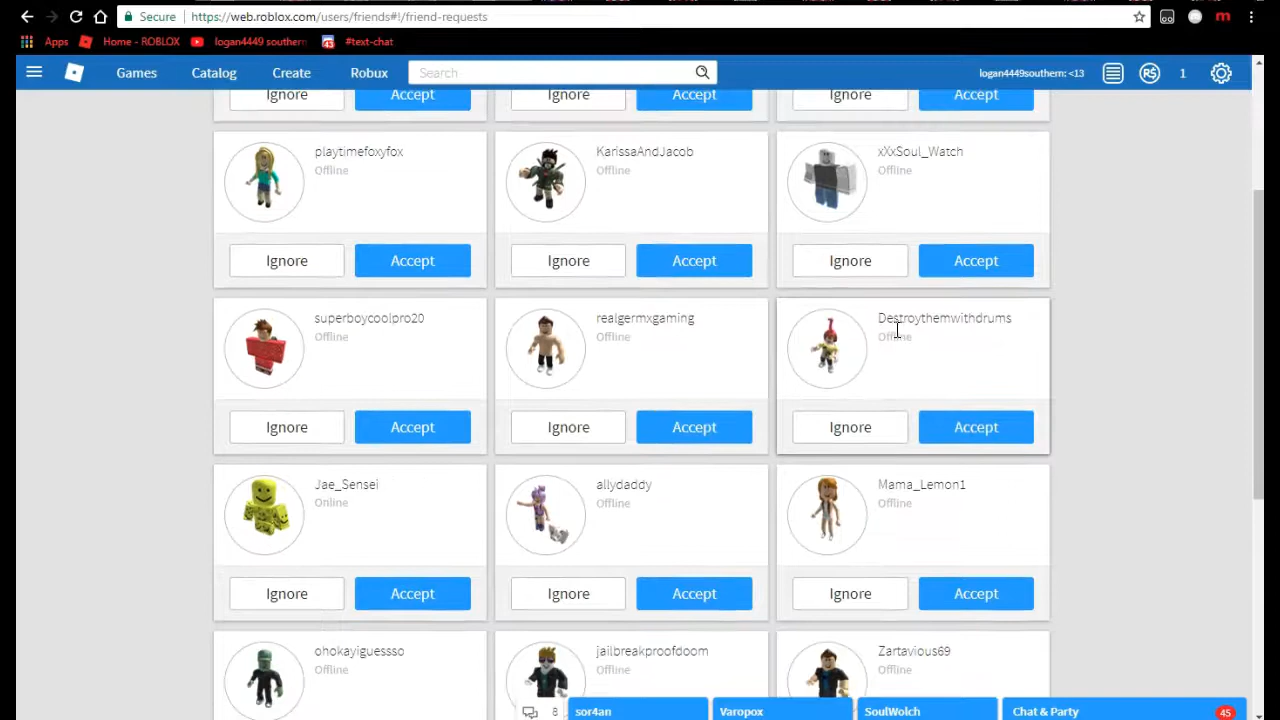 Secure https://web.roblox.com/users/friends#!/friend-requests
Apps Home - ROBLOX logan4449 southern 43 #text-chat
Games Catalog Create Robux Search logan4449southern: <13 R$ 1
Ignore Accept Ignore Accept Ignore Accept
playtimefoxyfox KarissaAndJacob xXxSoul_Watch
Offline Offline Offline
Ignore Accept Ignore Accept Ignore Accept
superboycoolpro20 realgermxgaming Destroythemwithdrums
Offline Offline Offline
Ignore Accept Ignore Accept Ignore Accept
Jae_Sensei allydaddy Mama_Lemon1
Online Offline Offline
Ignore Accept Ignore Accept Ignore Accept
ohokayiguessso jailbreakproofdoom Zartavious69
Offline Offline Offline
8 sor4an Varopox SoulWolch Chat & Party 45